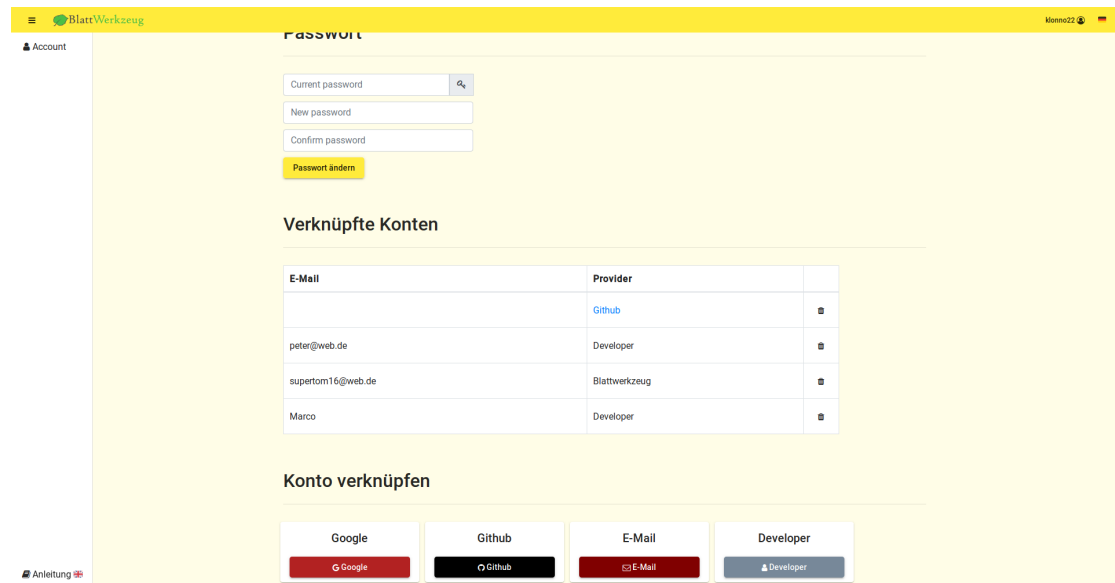 BlattWerkzeug
klonno22
Account
Passwort
Current password
New password
Confirm password
Passwort ändern
Verknüpfte Konten
E-Mail Provider
Github
peter@web.de Developer
supertom16@web.de Blattwerkzeug
Marco Developer
Konto verknüpfen
Google Github E-Mail Developer
Google Github E-Mail Developer
Anleitung